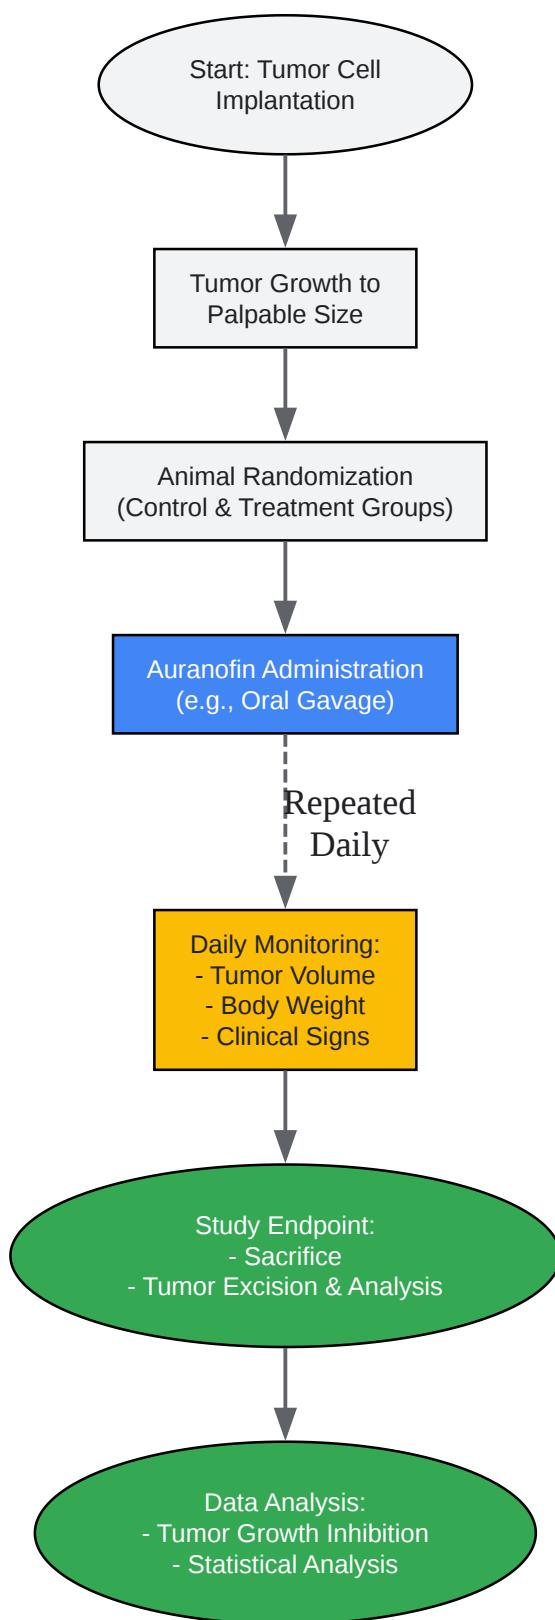 Start: Tumor Cell
Implantation
Tumor Growth to
Palpable Size
Animal Randomization
(Control & Treatment Groups)
Auranofin Administration
(e.g., Oral Gavage)
Repeated
Daily
Daily Monitoring:
- Tumor Volume
- Body Weight
- Clinical Signs
Study Endpoint:
- Sacrifice
- Tumor Excision & Analysis
Data Analysis:
- Tumor Growth Inhibition
- Statistical Analysis